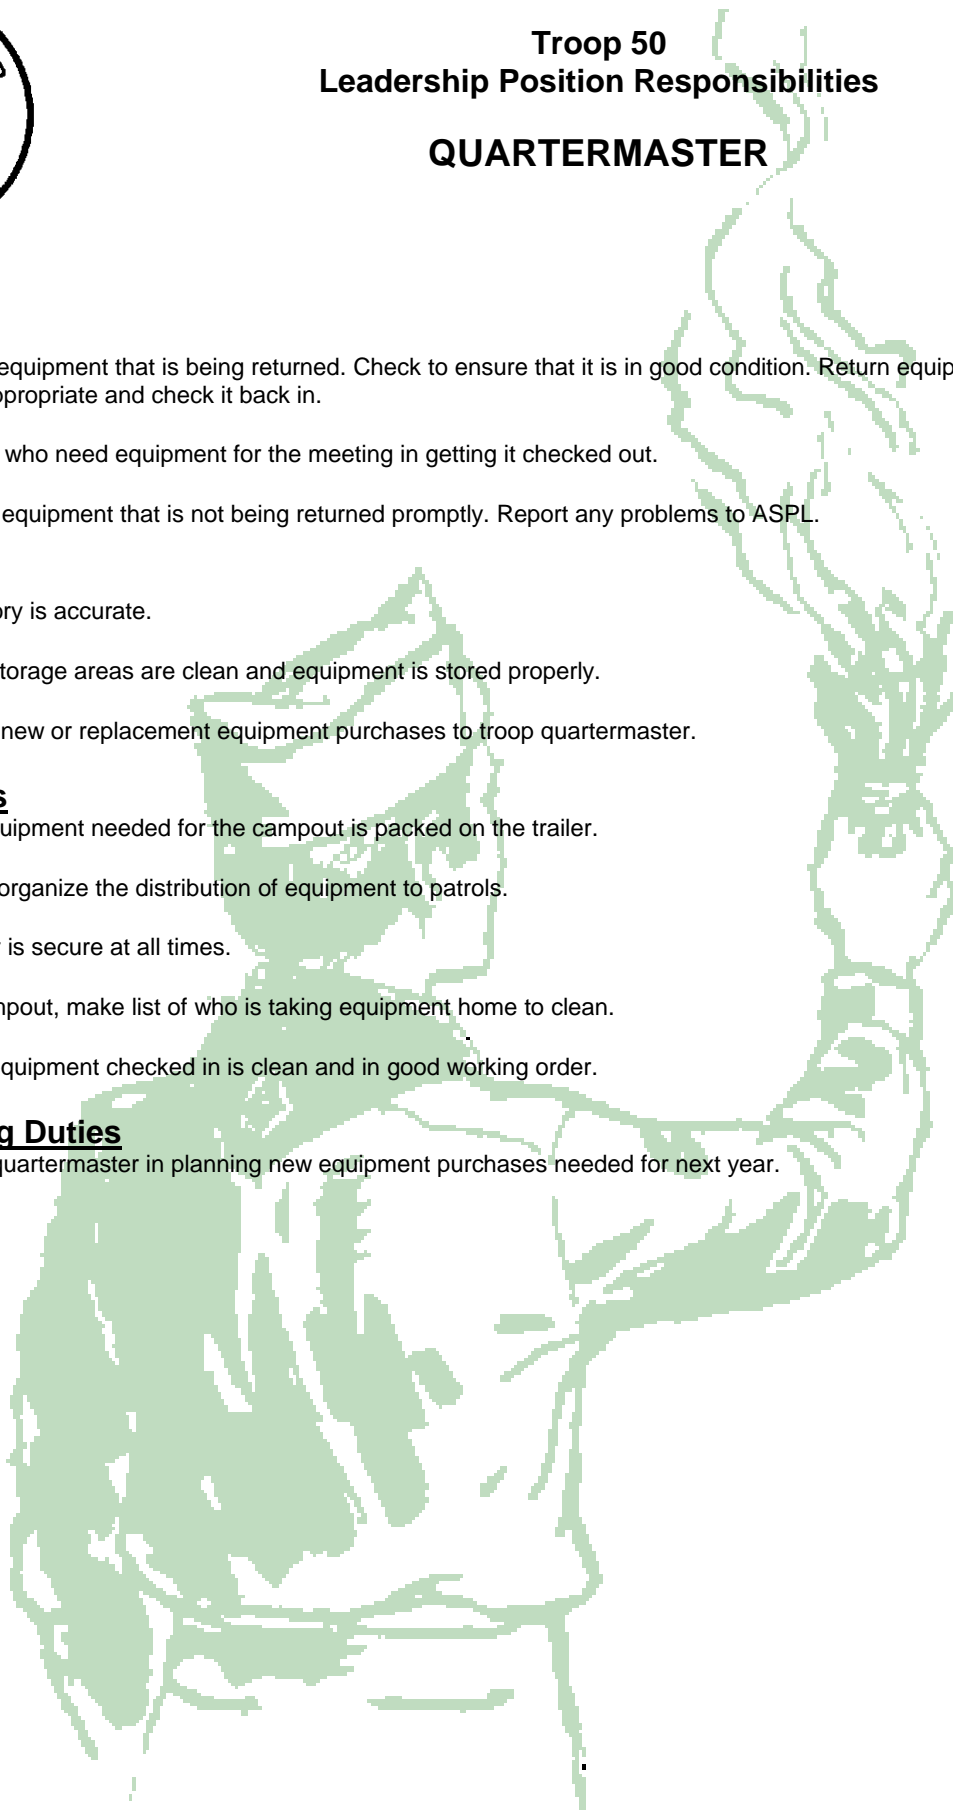 Troop 50
Leadership Position Responsibilities
QUARTERMASTER
equipment that is being returned. Check to ensure that it is in good condition. Return equip
propriate and check it back in.
who need equipment for the meeting in getting it checked out.
equipment that is not being returned promptly. Report any problems to ASPL.
ory is accurate.
torage areas are clean and equipment is stored properly.
new or replacement equipment purchases to troop quartermaster.
s
uipment needed for the campout is packed on the trailer.
organize the distribution of equipment to patrols.
is secure at all times.
mpout, make list of who is taking equipment home to clean.
quipment checked in is clean and in good working order.
g Duties
quartermaster in planning new equipment purchases needed for next year.